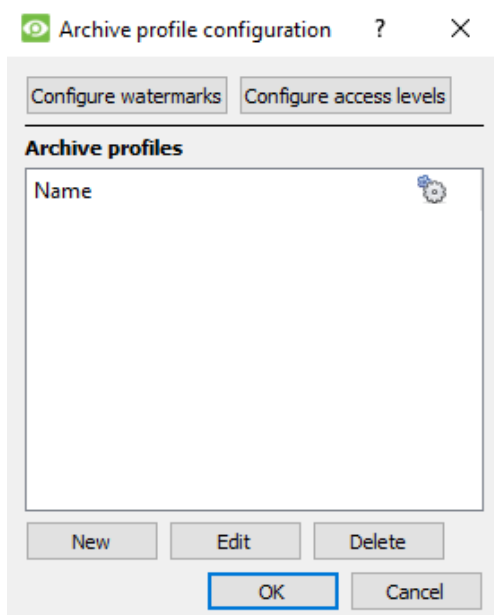 Archive profile configuration ?
Configure watermarks Configure access levels
Archive profiles
Name
New Edit Delete
OK Cancel